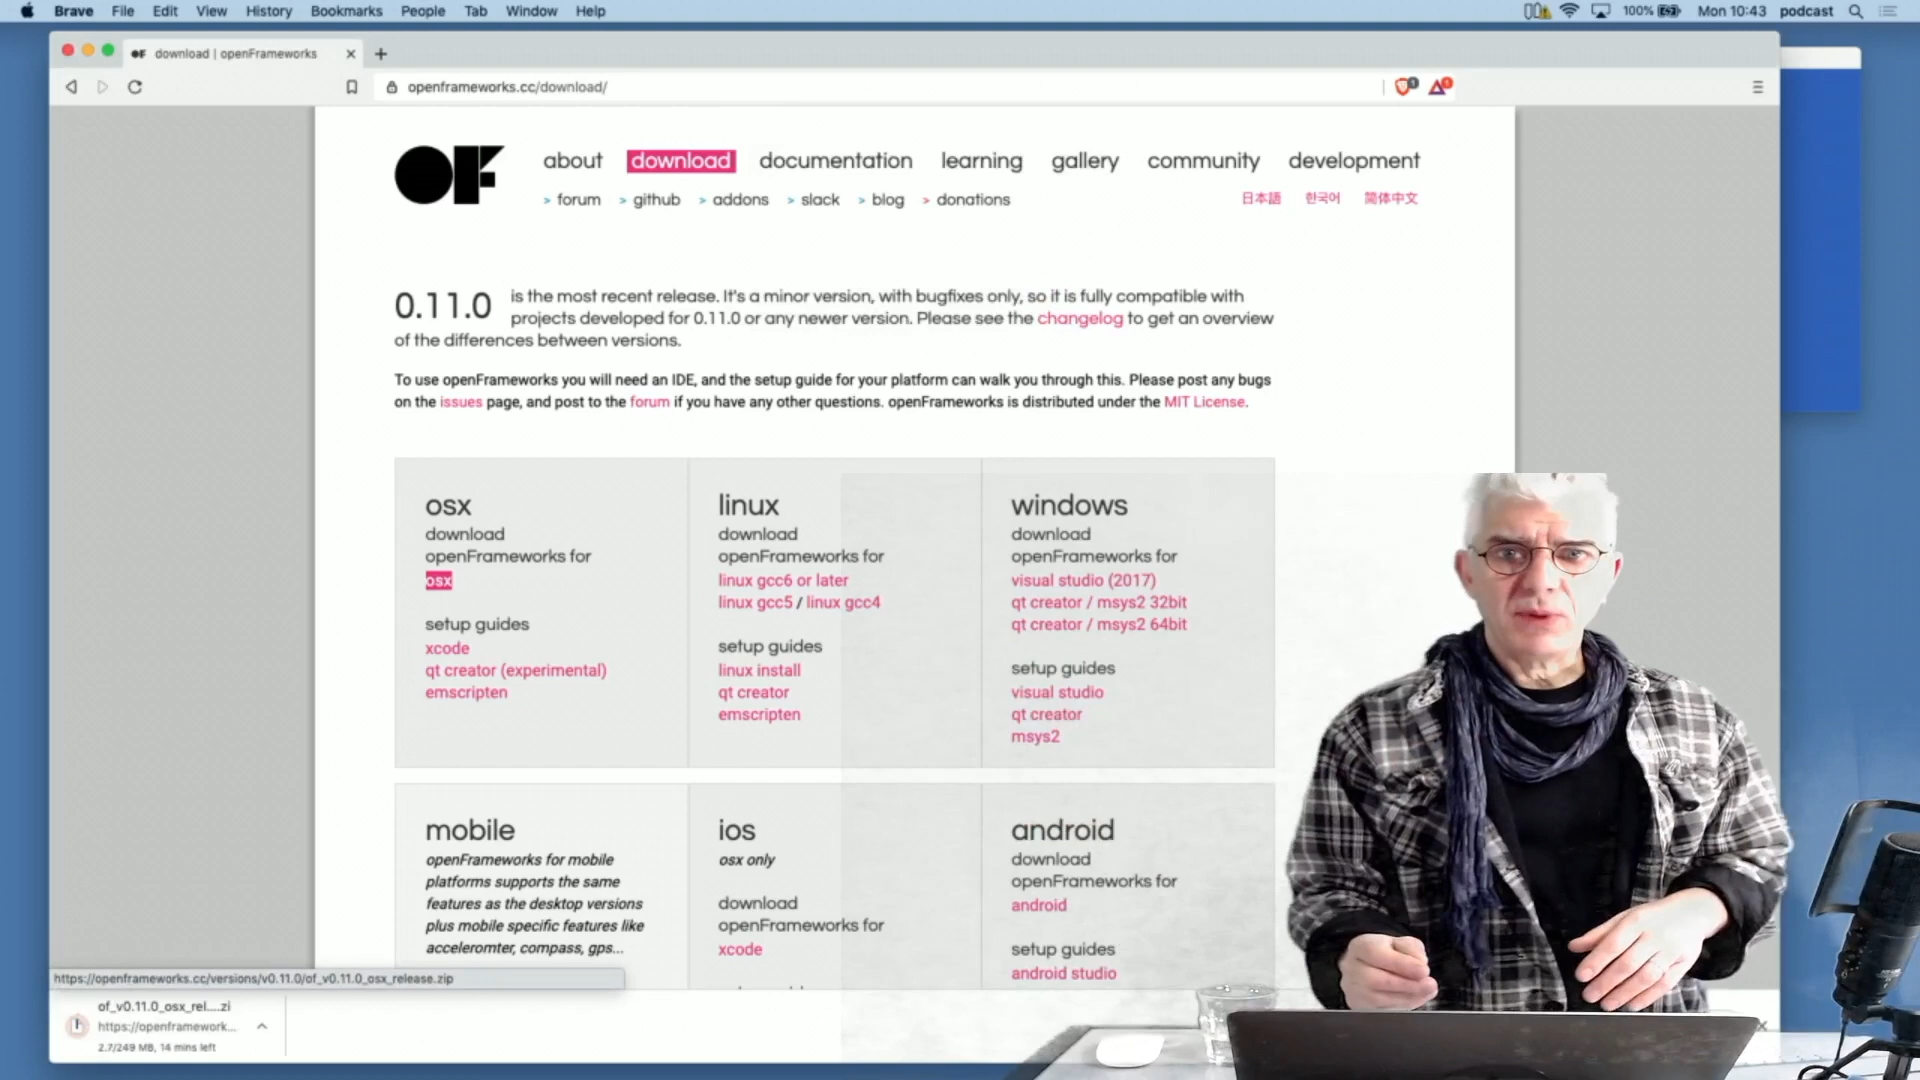 Brave File Edit View History Bookmarks People Tab Window Help 100% Mon 10:43 podcast
OF download | openFrameworks
openframeworks.cc/download/
OF about download documentation learning gallery community development
> forum > github > addons > slack > blog > donations 日本語 한국어 简体中文
0.11.0 is the most recent release. It's a minor version, with bugfixes only, so it is fully compatible with
projects developed for 0.11.0 or any newer version. Please see the changelog to get an overview
of the differences between versions.
To use openFrameworks you will need an IDE, and the setup guide for your platform can walk you through this. Please post any bugs
on the issues page, and post to the forum if you have any other questions. openFrameworks is distributed under the MIT License.
osx
download
openFrameworks for
osx
setup guides
xcode
qt creator (experimental)
emscripten
linux
download
openFrameworks for
linux gcc6 or later
linux gcc5 / linux gcc4
setup guides
linux install
qt creator
emscripten
windows
download
openFrameworks for
visual studio (2017)
qt creator / msys2 32bit
qt creator / msys2 64bit
setup guides
visual studio
qt creator
msys2
mobile
openFrameworks for mobile
platforms supports the same
features as the desktop versions
plus mobile specific features like
acceleromter, compass, gps...
ios
osx only
download
openFrameworks for
xcode
android
download
openFrameworks for
android
setup guides
android studio
https://openframeworks.cc/versions/v0.11.0/of_v0.11.0_osx_release.zip
of_v0.11.0_osx_rel....zi
https://openframework...
2.7/249 MB, 14 mins left